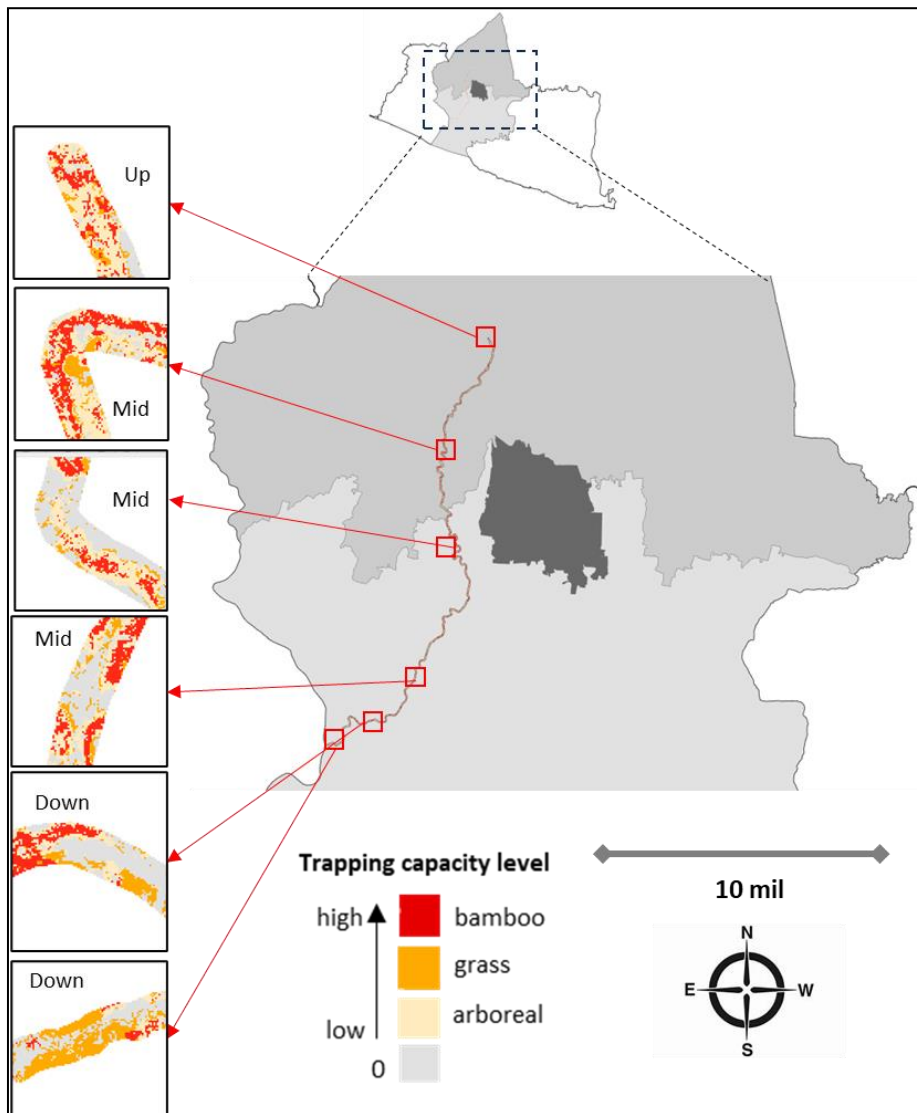 Up
Mid
Mid
Mid
Down
Down
Trapping capacity level
high
bamboo
grass
low
arboreal
0
10 mil
N
E W
S